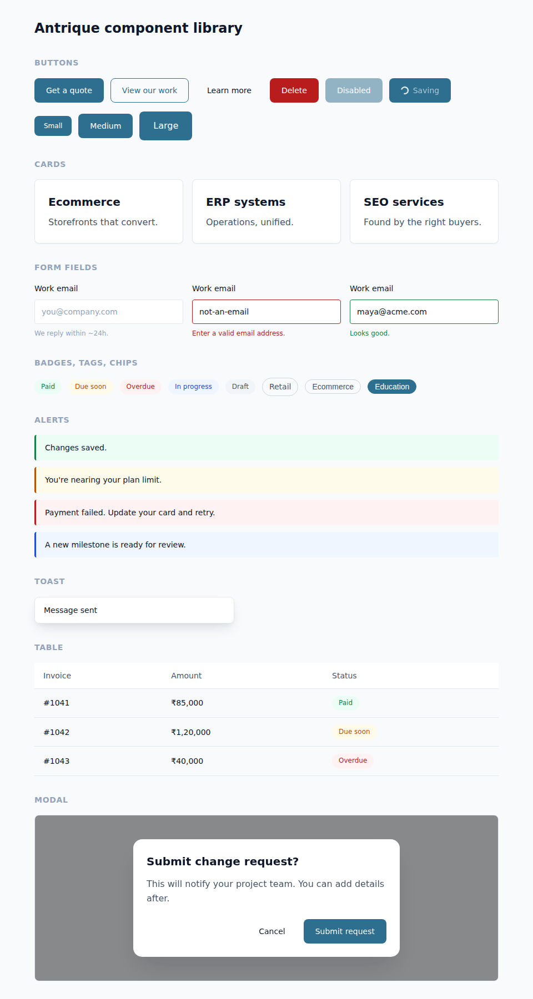 Antrique component library
BUTTONS
Get a quote
View our work
Learn more
Delete
Disabled
Saving
Small
Medium
Large
CARDS
Ecommerce
Storefronts that convert.
ERP systems
Operations, unified.
SEO services
Found by the right buyers.
FORM FIELDS
Work email
you@company.com
We reply within ~24h.
Work email
not-an-email
Enter a valid email address.
Work email
maya@acme.com
Looks good.
BADGES, TAGS, CHIPS
Paid
Due soon
Overdue
In progress
Draft
Retail
Ecommerce
Education
ALERTS
Changes saved.
You're nearing your plan limit.
Payment failed. Update your card and retry.
A new milestone is ready for review.
TOAST
Message sent
TABLE
Invoice Amount Status
#1041 ₹85,000 Paid
#1042 ₹1,20,000 Due soon
#1043 ₹40,000 Overdue
MODAL
Submit change request?
This will notify your project team. You can add details
after.
Cancel
Submit request